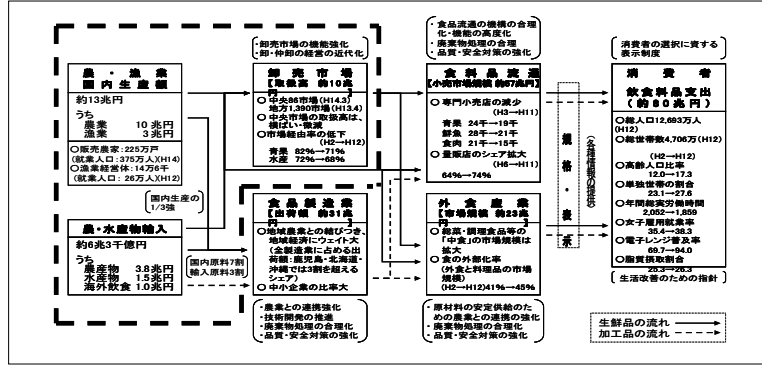 ・卸売市場の機能強化
・卸・仲卸の経営の近代化
・食品流通の機構の合理
化・機能の高度化
・廃棄物処理の合理
・品質・安全対策の強化
消費者の選択に資する表
示制度
農・漁業
国内生産額
約13兆円
うち
農業 10 兆円
漁業 3兆円
○販売農家:225万戸
(就業人口:375万人)(H14)
○漁業経営体:14万6千
(就業人口:26万人)(H12)
国内生産の
1/3強
農・水産物輸入
約6兆3千億円
うち
農産物 3.8兆円
水産物 1.5兆円
海外飲食 1.0兆円
国内原料7割
輸入原料3割
卸売市場
【取扱高 約10兆
円】
○中央86市場(H14.3)
地方1,390市場(H13.4)
○中央市場の取扱高は、
横ばい・微減
○市場経由率の低下
(H2→H12)
青果 82%→71%
水産 72%→68%
食品製造業
【出荷額 約31兆
円】
○地域農業との結びつき、
地域経済にウェイト大
(全製造業に占める出
荷額:鹿児島・北海道・
沖縄では3割を超える
シェア)
○中小企業の比率大
・農業との連携強化
・技術開発の推進
・廃棄物処理の合理化
・品質・安全対策の強化
食料品流通
【小売市場規模 約57兆円】
○専門小売店の減少
(H3→H11)
青果 24千→19千
鮮魚 28千→21千
食肉 21千→15千
○量販店のシェア拡大
(H6→H11)
64%→74%
外食産業
【市場規模 約23兆
円】
○総菜・調理食品等の
「中食」の市場規模は
拡大
○食の外部化率
(外食と料理品の市場
規模)
(H2→H12)41%→45%
・原材料の安定供給のため
の農業との連携の強化
・廃棄物処理の合理化
・品質・安全対策の強化
規格・表示
(各種情報の提供)
消費者
飲食料品支出
(約80兆円)
○総人口12,693万人
(H12)
○総世帯数4,706万(H12)
(H2→H12)
○高齢人口比率
12.0→17.3
○単独世帯の割合
23.1→27.6
○年間総実労働時間
2,052→1,859
○女子雇用就業率
35.4→38.3
○電子レンジ普及率
69.7→94.0
○脂質摂取割合
25.3→26.3
生活改善のための指針
生鮮品の流れ
加工品の流れ